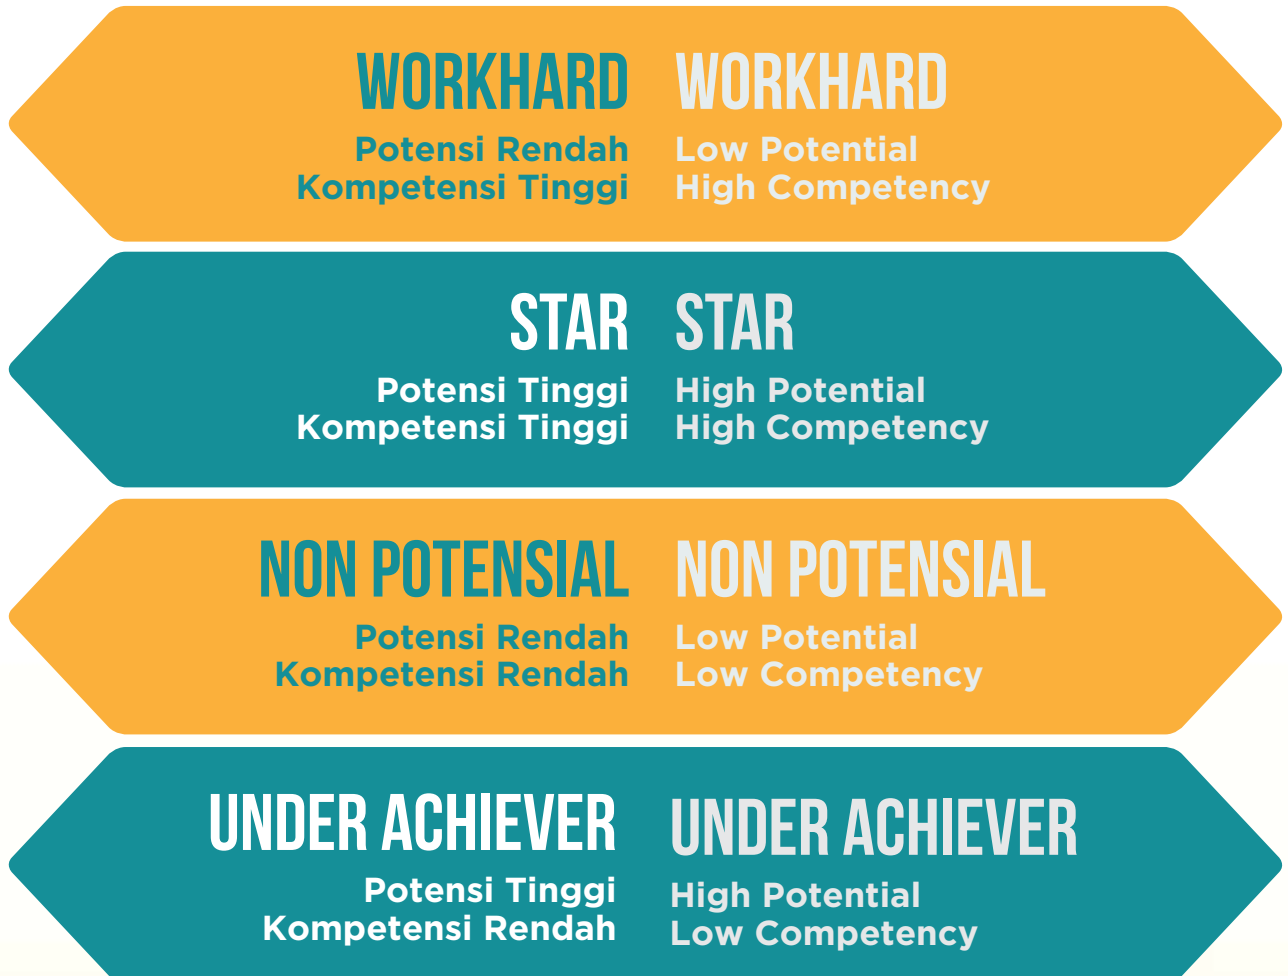 WORKHARD
Potensi Rendah
Kompetensi Tinggi
WORKHARD
Low Potential
High Competency
STAR
Potensi Tinggi
Kompetensi Tinggi
STAR
High Potential
High Competency
NON POTENSIAL
Potensi Rendah
Kompetensi Rendah
NON POTENSIAL
Low Potential
Low Competency
UNDER ACHIEVER
Potensi Tinggi
Kompetensi Rendah
UNDER ACHIEVER
High Potential
Low Competency